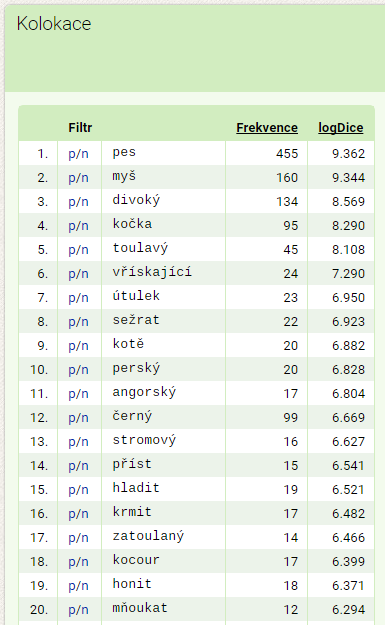 Kolokace
Filtr Frekvence logDice
1. p/n pes 455 9.362
2. p/n myš 160 9.344
3. p/n divoký 134 8.569
4. p/n kočka 95 8.290
5. p/n toulavý 45 8.108
6. p/n vřískající 24 7.290
7. p/n útulek 23 6.950
8. p/n sežrat 22 6.923
9. p/n kotě 20 6.882
10. p/n perský 20 6.828
11. p/n angorský 17 6.804
12. p/n černý 99 6.669
13. p/n stromový 16 6.627
14. p/n příst 15 6.541
15. p/n hladit 19 6.521
16. p/n krmit 17 6.482
17. p/n zatoulaný 14 6.466
18. p/n kocour 17 6.399
19. p/n honit 18 6.371
20. p/n mňoukat 12 6.294